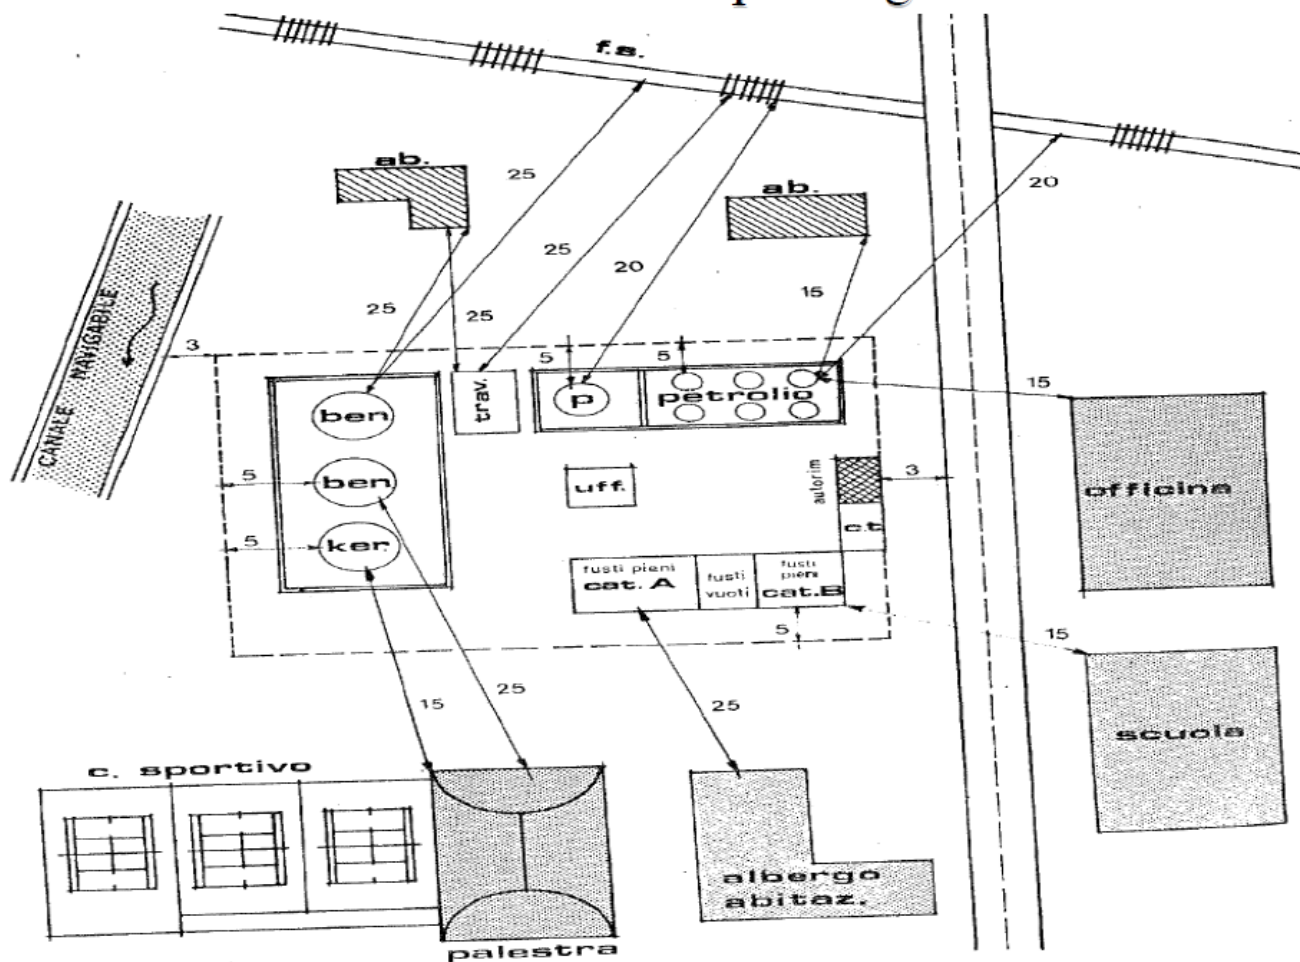 f.s.
ab.
25
20
ab.
25
20
15
25
25
CANALE NAVIGABILE
3
5
5
15
trav.
p
petrolio
ben
ben
5
uff.
autorim
3
officina
ker.
5
c.t
fusti pieni
cat. A
fusti
vuoti
fusti
pieni
cat.B
5
15
25
15
25
scuola
c. sportivo
albergo
abitaz.
palestra